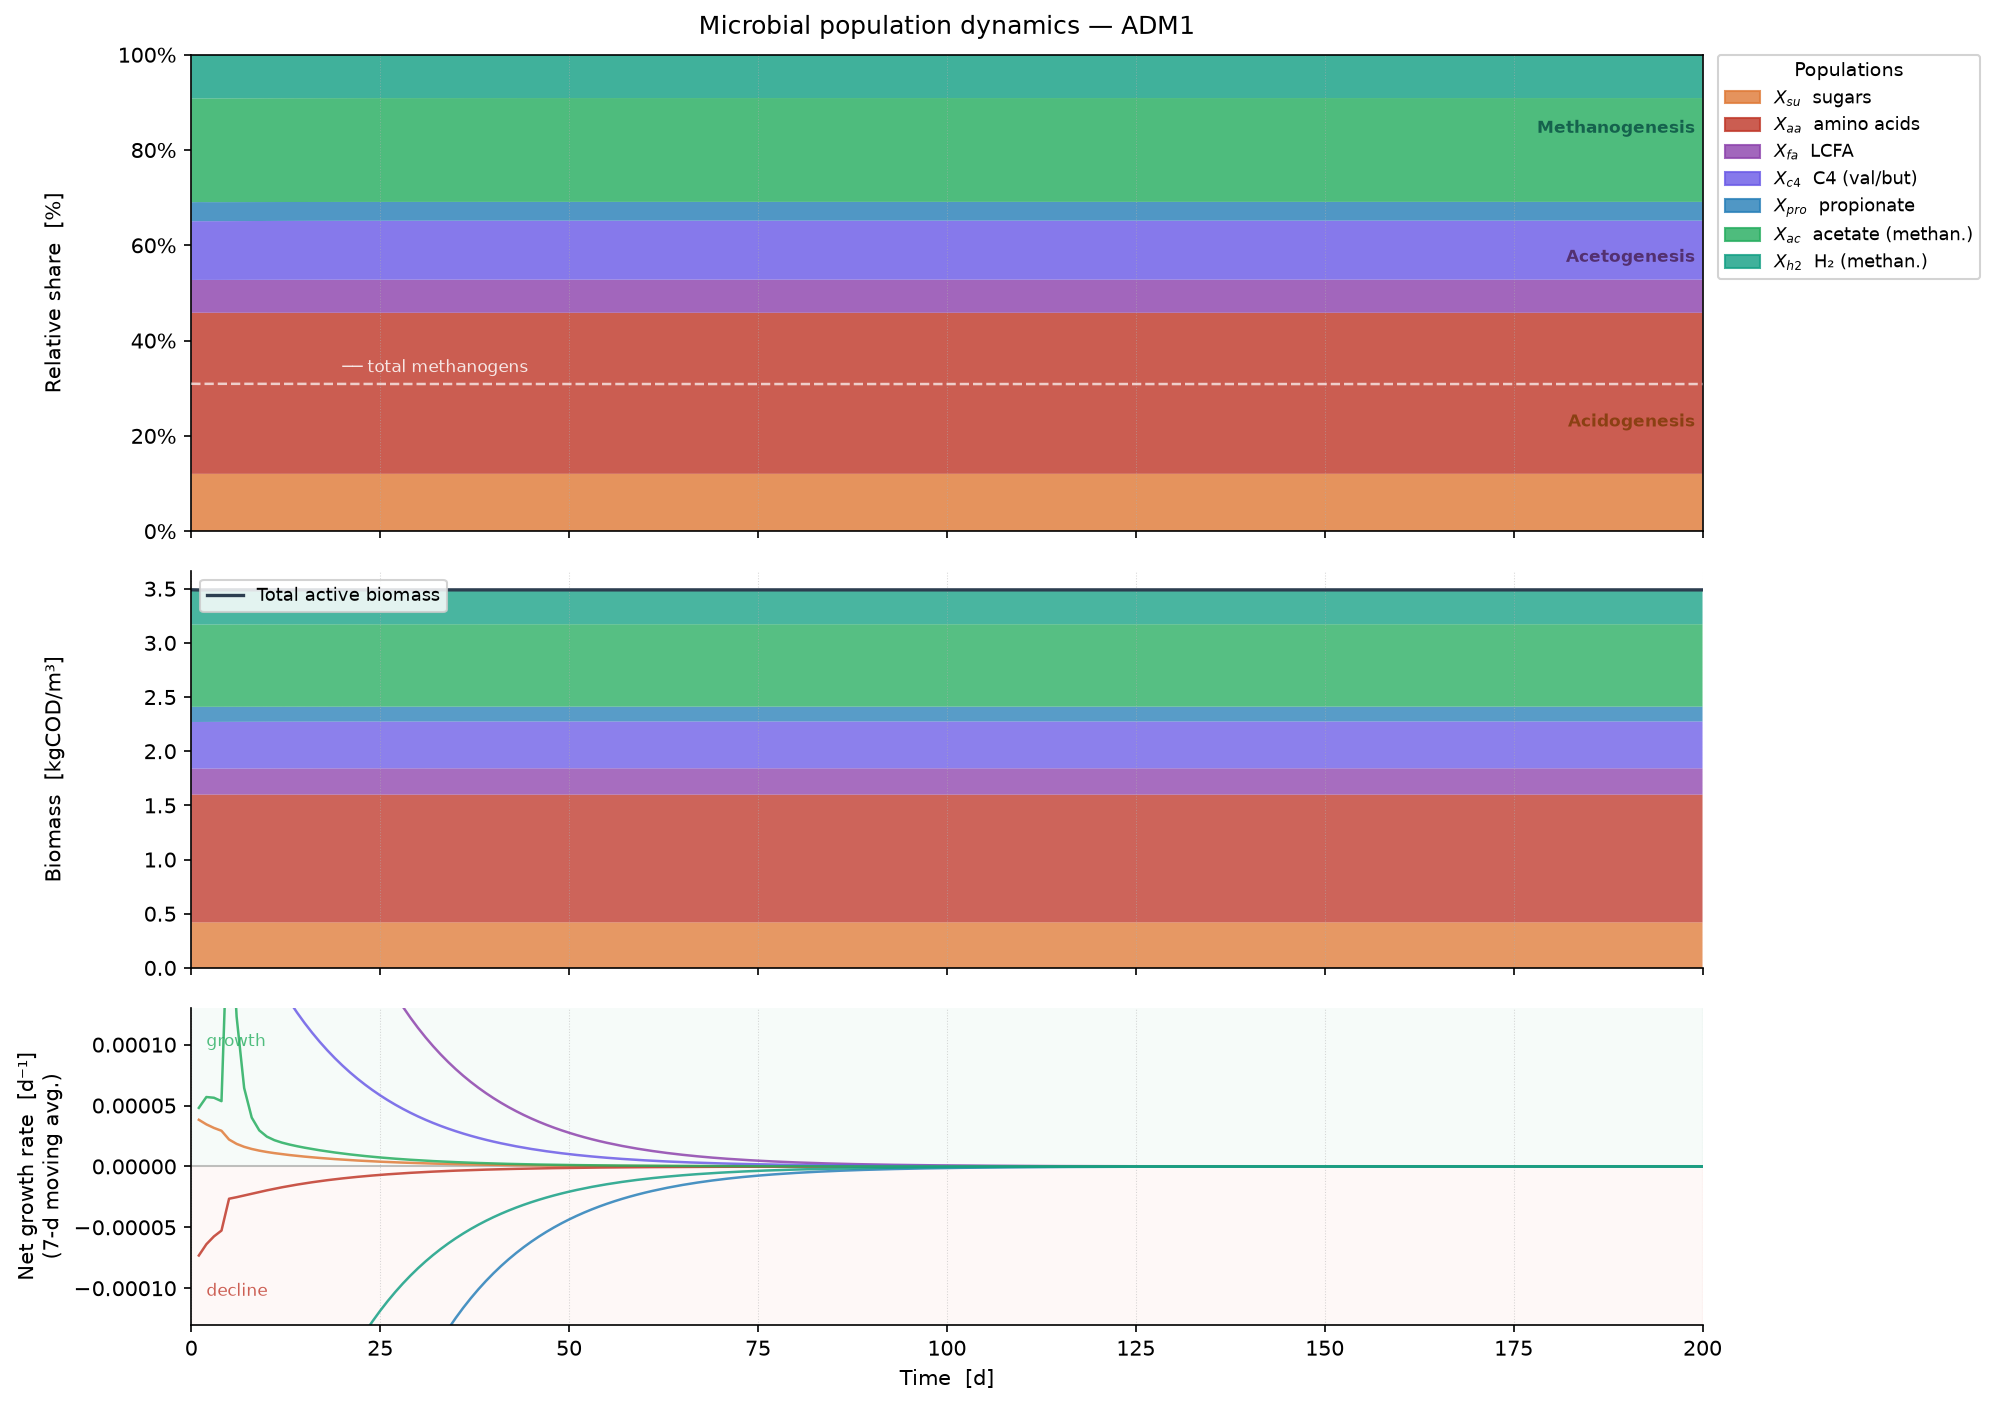 Microbial population dynamics — ADM1
Relative share [%]
100%
80%
60%
40%
20%
0%
Methanogenesis
Acetogenesis
— total methanogens
Acidogenesis
Populations
X_su sugars
X_aa amino acids
X_fa LCFA
X_c4 C4 (val/but)
X_pro propionate
X_ac acetate (methan.)
X_h2 H₂ (methan.)
Biomass [kgCOD/m³]
3.5
3.0
2.5
2.0
1.5
1.0
0.5
0.0
Total active biomass
Net growth rate [d⁻¹]
(7-d moving avg.)
0.00010
0.00005
0.00000
−0.00005
−0.00010
growth
decline
0 25 50 75 100 125 150 175 200
Time [d]